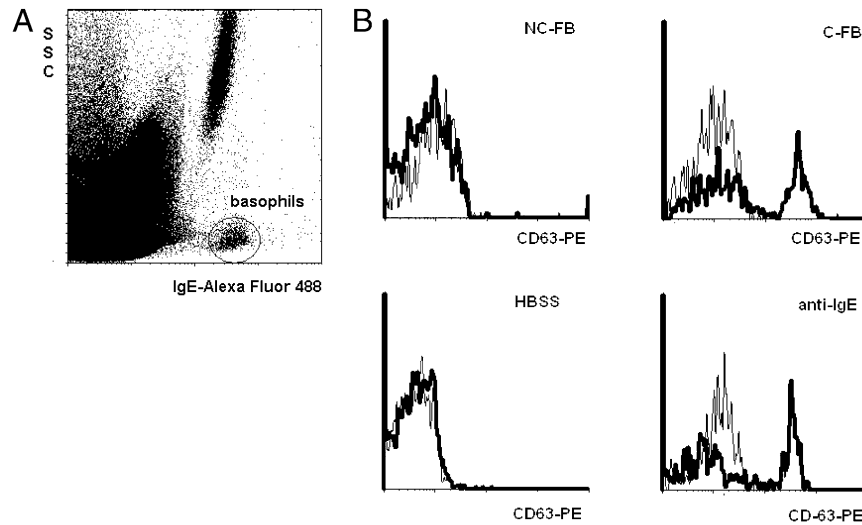 A
S
S
C
basophils
IgE-Alexa Fluor 488
B
NC-FB
CD63-PE
C-FB
CD63-PE
HBSS
CD63-PE
anti-IgE
CD-63-PE